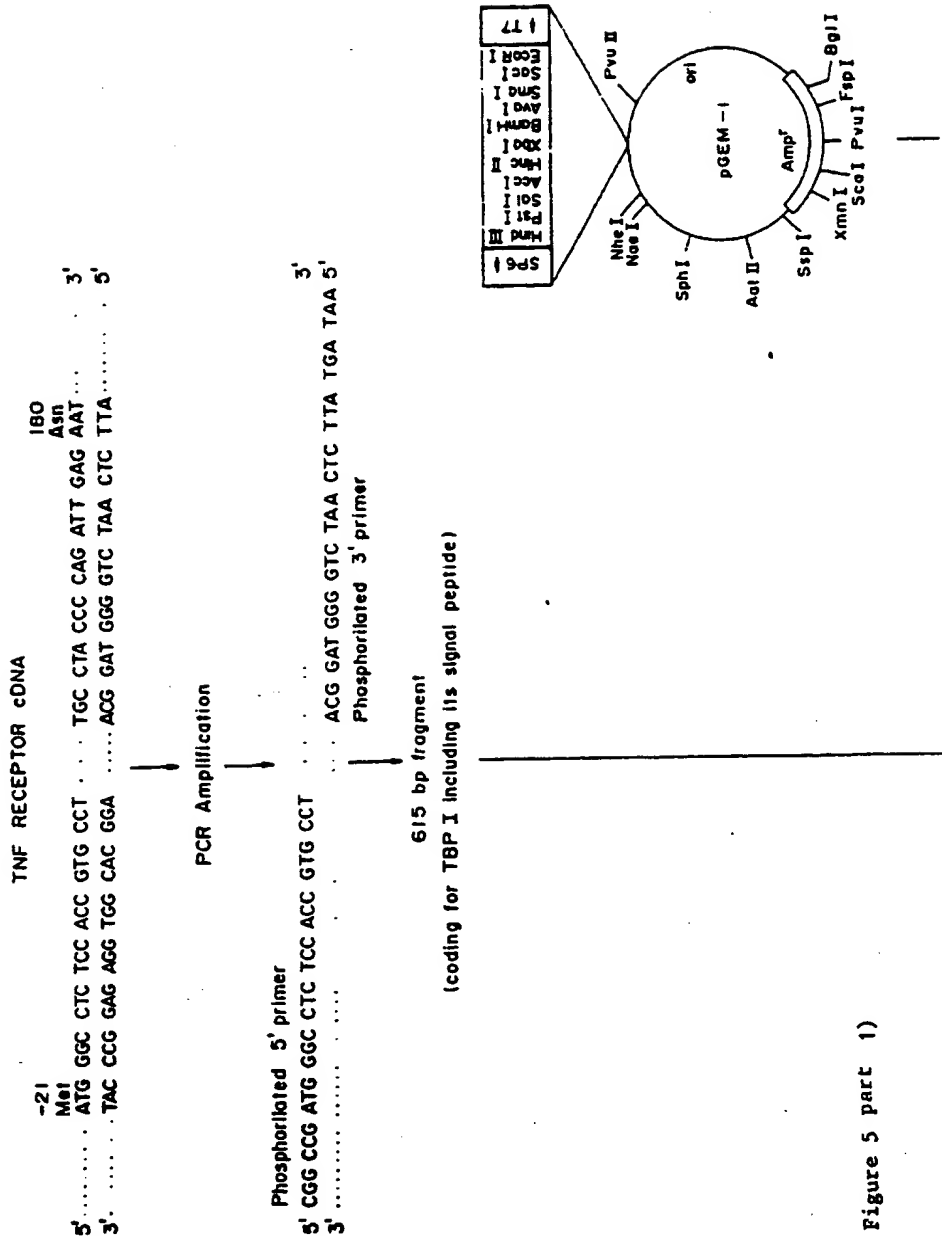 TNF RECEPTOR cDNA
-21
Met
180
Asn
5'........ ATG GGC CTC TCC ACC GTG CCT . . . TGC CTA CCC CAG ATT GAG AAT... 3'
3'. ... ... TAC CCG GAG AGG TGG CAC GGA .....ACG GAT GGG GTC TAA CTC TTA....... . 5'
PCR Amplification
Phosphorilated 5' primer
5' CGG CCG ATG GGC CTC TCC ACC GTG CCT . . . . .. 3'
3' ......... ...... ..... .... . . ... ACG GAT GGG GTC TAA CTC TTA TGA TAA 5'
Phosphorilated 3' primer
615 bp fragment
(coding for TBP I including its signal peptide)
SP6
Hind III
Pst I
Sal I
Acc I
Hinc II
Xba I
BamH I
Ava I
Sma I
Sac I
EcoR I
T7
Nhe I
Nae I
Sph I
Aat II
Ssp I
Xmn I
Sca I
Pvu I
Fsp I
Bgl I
Pvu II
ori
pGEM-1
Ampr
Figure 5 part 1)